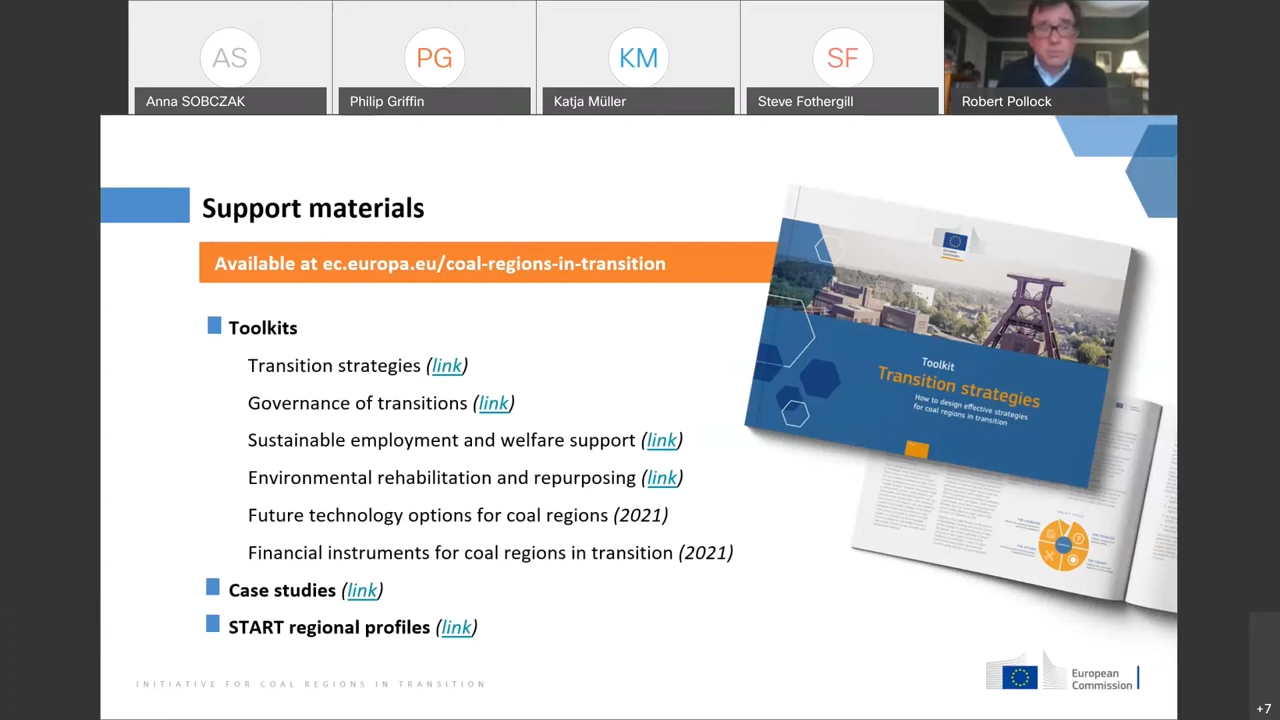 AS
PG
KM
SF
Anna SOBCZAK
Philip Griffin
Katja Müller
Steve Fothergill
Robert Pollock
Support materials
Available at ec.europa.eu/coal-regions-in-transition
Toolkits
Transition strategies (link)
Governance of transitions (link)
Sustainable employment and welfare support (link)
Environmental rehabilitation and repurposing (link)
Future technology options for coal regions (2021)
Financial instruments for coal regions in transition (2021)
Case studies (link)
START regional profiles (link)
Toolkit
Transition strategies
How to design effective strategies
for coal regions in transition
INITIATIVE FOR COAL REGIONS IN TRANSITION
European
Commission
+7